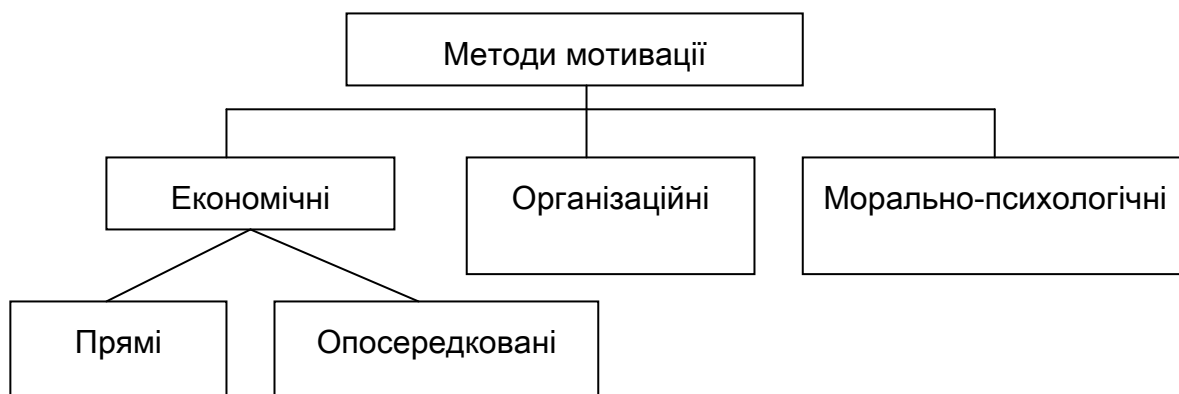 Методи мотивації
Економічні
Організаційні
Морально-психологічні
Прямі
Опосередковані